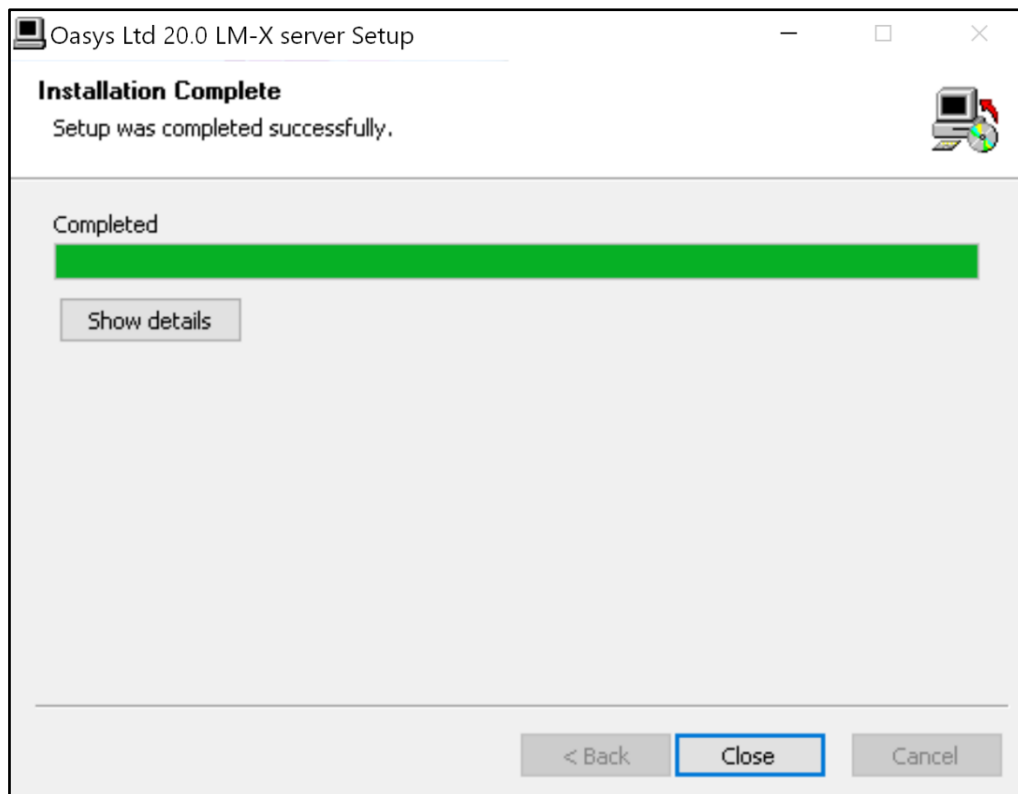 Oasys Ltd 20.0 LM-X server Setup
Installation Complete
Setup was completed successfully.
Completed
Show details
< Back Close Cancel